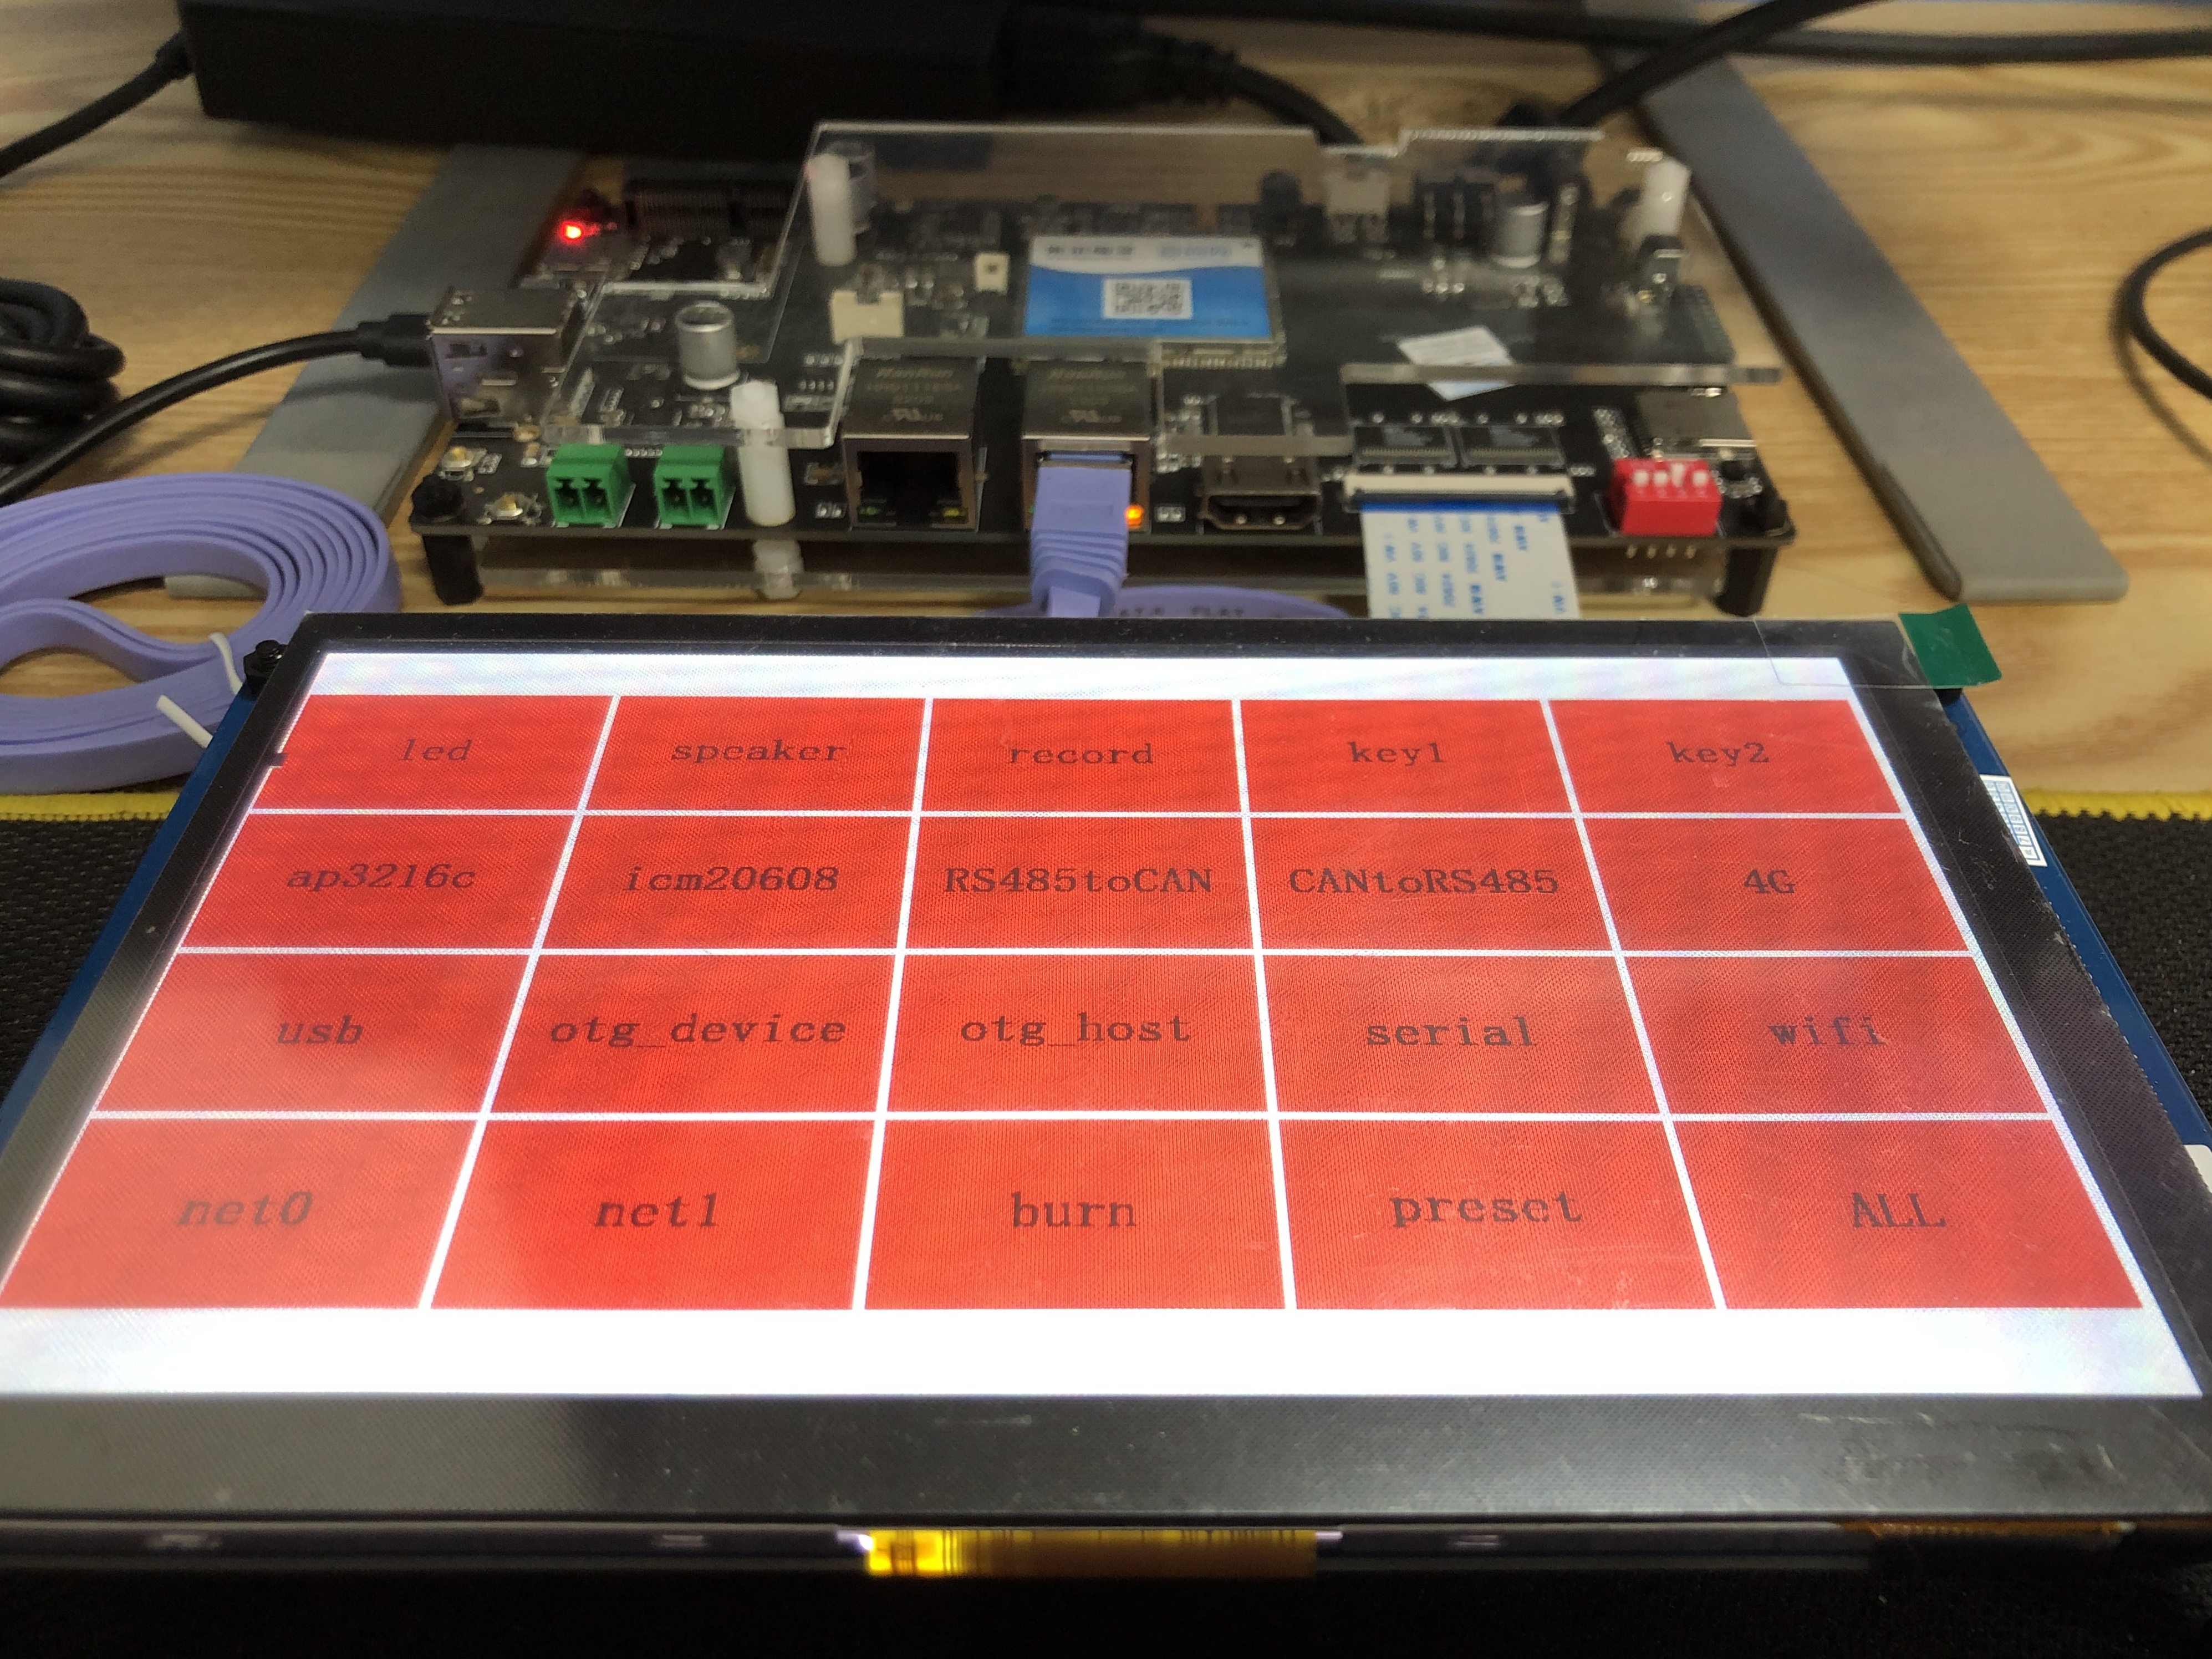 led
speaker
record
key1
key2
ap3216c
icm20608
RS485toCAN
CANtoRS485
4G
usb
otg_device
otg_host
serial
wifi
net0
net1
burn
preset
ALL